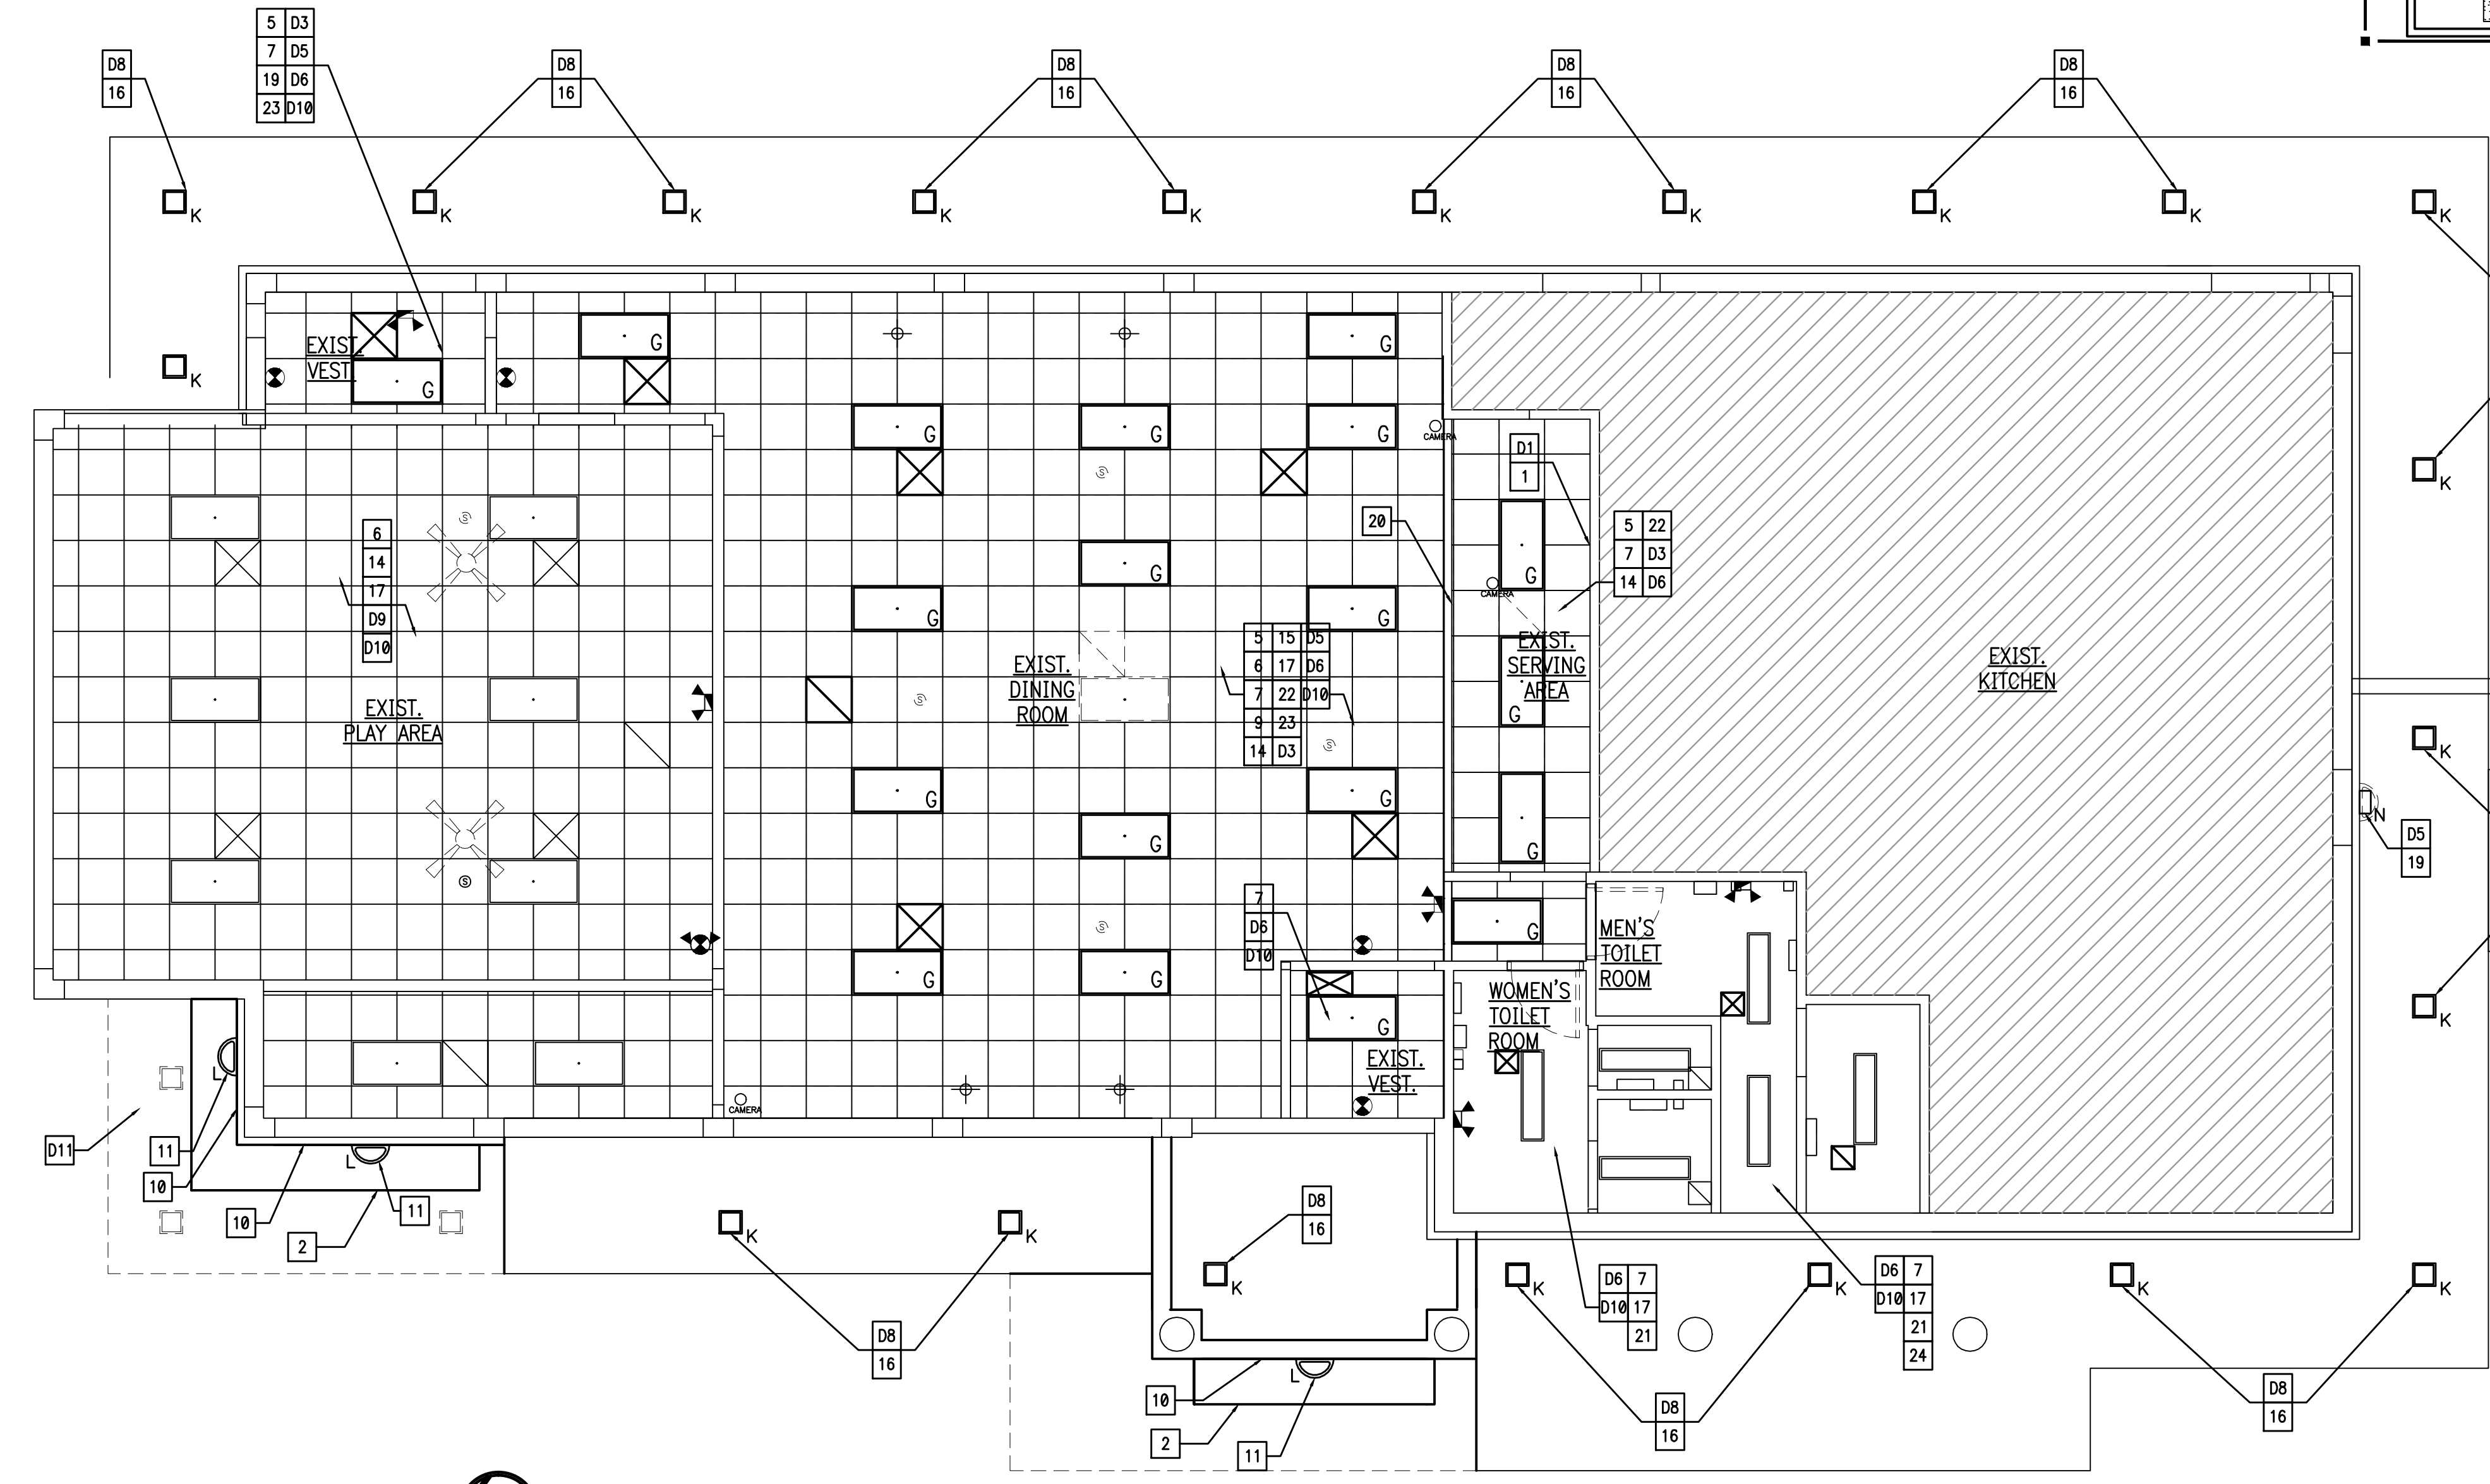 5 D3
7 D5
19 D6
23 D10
D8
16
D8
16
D8
16
D8
16
D8
16
K
K
K
K
K
K
K
K
K
K
K
K
EXIST.
VEST.
G
G
G
G
G
G
CAMERA
D1
1
K
20
5 22
7 D3
14 D6
6
14
17
D9
D10
S
S
G
G
CAMERA
G
G
G
5 15 D5
6 17 D6
7 22 D10
9 23
14 D3
EXIST.
SERVING
AREA
G
EXIST.
DINING
ROOM
EXIST.
KITCHEN
EXIST.
PLAY AREA
S
S
K
G
G
G
G
N
D5
19
S
7
D6
D10
S
G
MEN'S
TOILET
ROOM
G
G
WOMEN'S
TOILET
ROOM
G
K
EXIST.
VEST.
CAMERA
L
D11
11
10
L
11
10
2
K
K
D8
16
K
K
K
K
K
D6 7
D10 17
21
D6 7
D10 17
21
24
D8
16
L
10
2
11
D8
16
D8
16